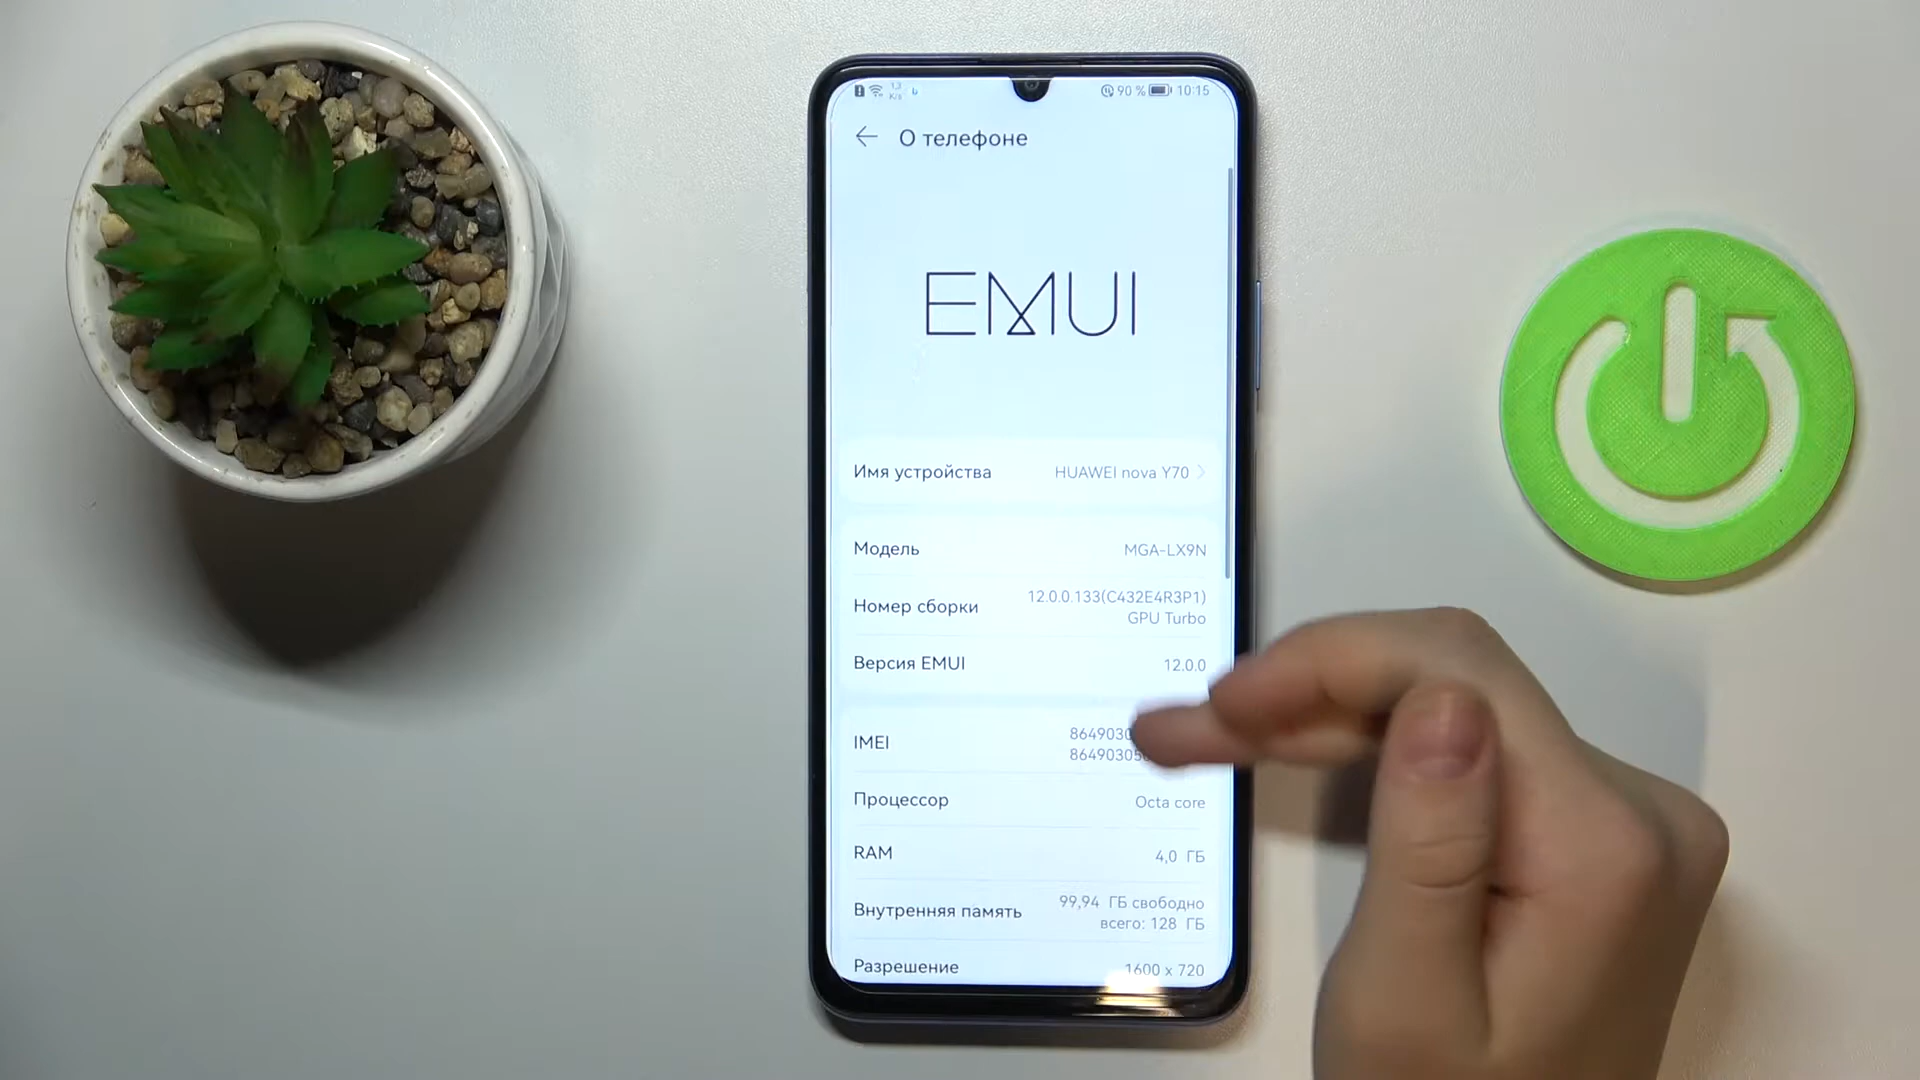 90 % 10:15
О телефоне
EMUI
Имя устройства HUAWEI nova Y70
Модель MGA-LX9N
Номер сборки 12.0.0.133(C432E4R3P1)
GPU Turbo
Версия EMUI 12.0.0
IMEI
Процессор Octa core
RAM 4,0 ГБ
Внутренняя память 99,94 ГБ свободно
всего: 128 ГБ
Разрешение 1600 x 720